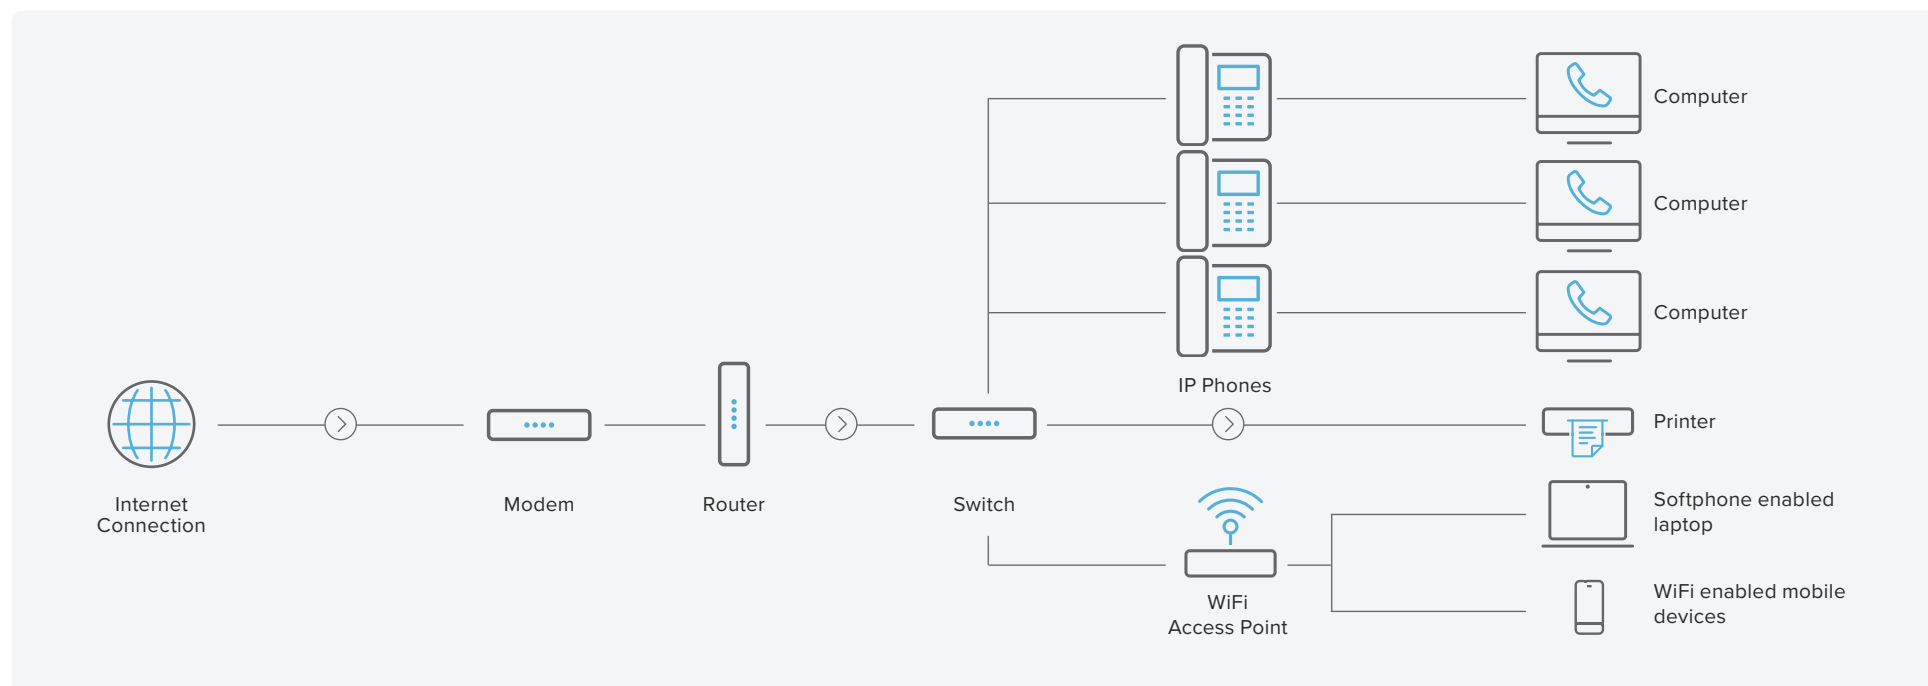 Computer
Computer
Computer
IP Phones
Printer
Internet
Connection
Modem
Router
Switch
Softphone enabled
laptop
WiFi
Access Point
WiFi enabled mobile
devices